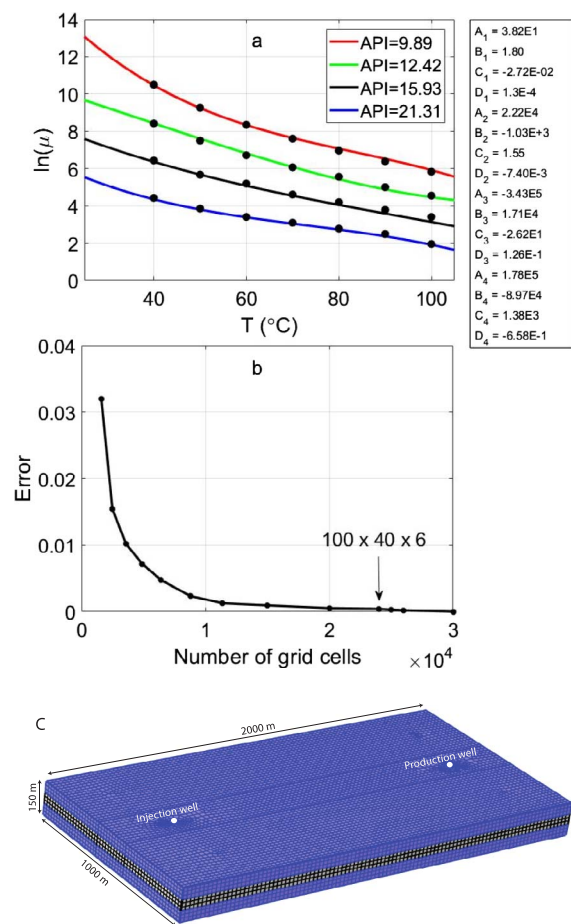 a
API=9.89
API=12.42
API=15.93
API=21.31
14
12
10
8
6
4
2
0
ln(μ)
40
60
80
100
T (°C)
A1 = 3.82E1
B1 = 1.80
C1 = -2.72E-02
D1 = 1.3E-4
A2 = 2.22E4
B2 = -1.03E+3
C2 = 1.55
D2 = -7.40E-3
A3 = -3.43E5
B3 = 1.71E4
C3 = -2.62E1
D3 = 1.26E-1
A4 = 1.78E5
B4 = -8.97E4
C4 = 1.38E3
D4 = -6.58E-1
b
0.04
0.03
0.02
0.01
0
Error
100 x 40 x 6
0
1
2
3
Number of grid cells
×10^4
C
2000 m
Production well
150 m
Injection well
1000 m